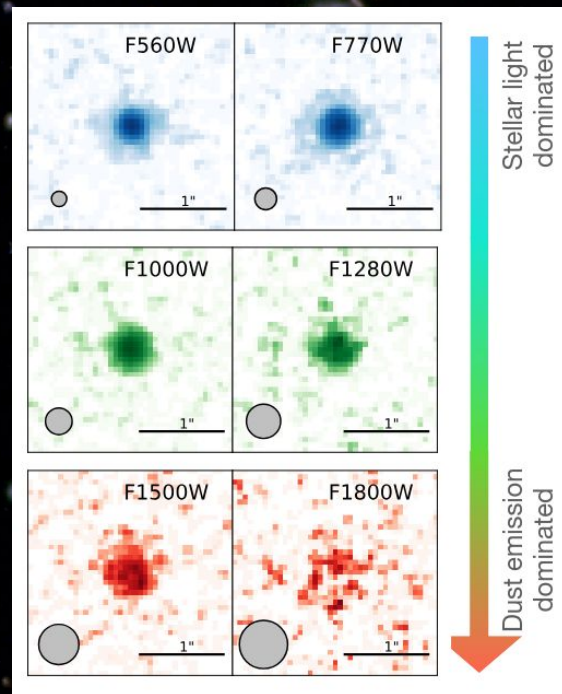 F560W
F770W
1"
1"
F1000W
F1280W
1"
1"
F1500W
F1800W
1"
1"
Stellar light
dominated
Dust emission
dominated